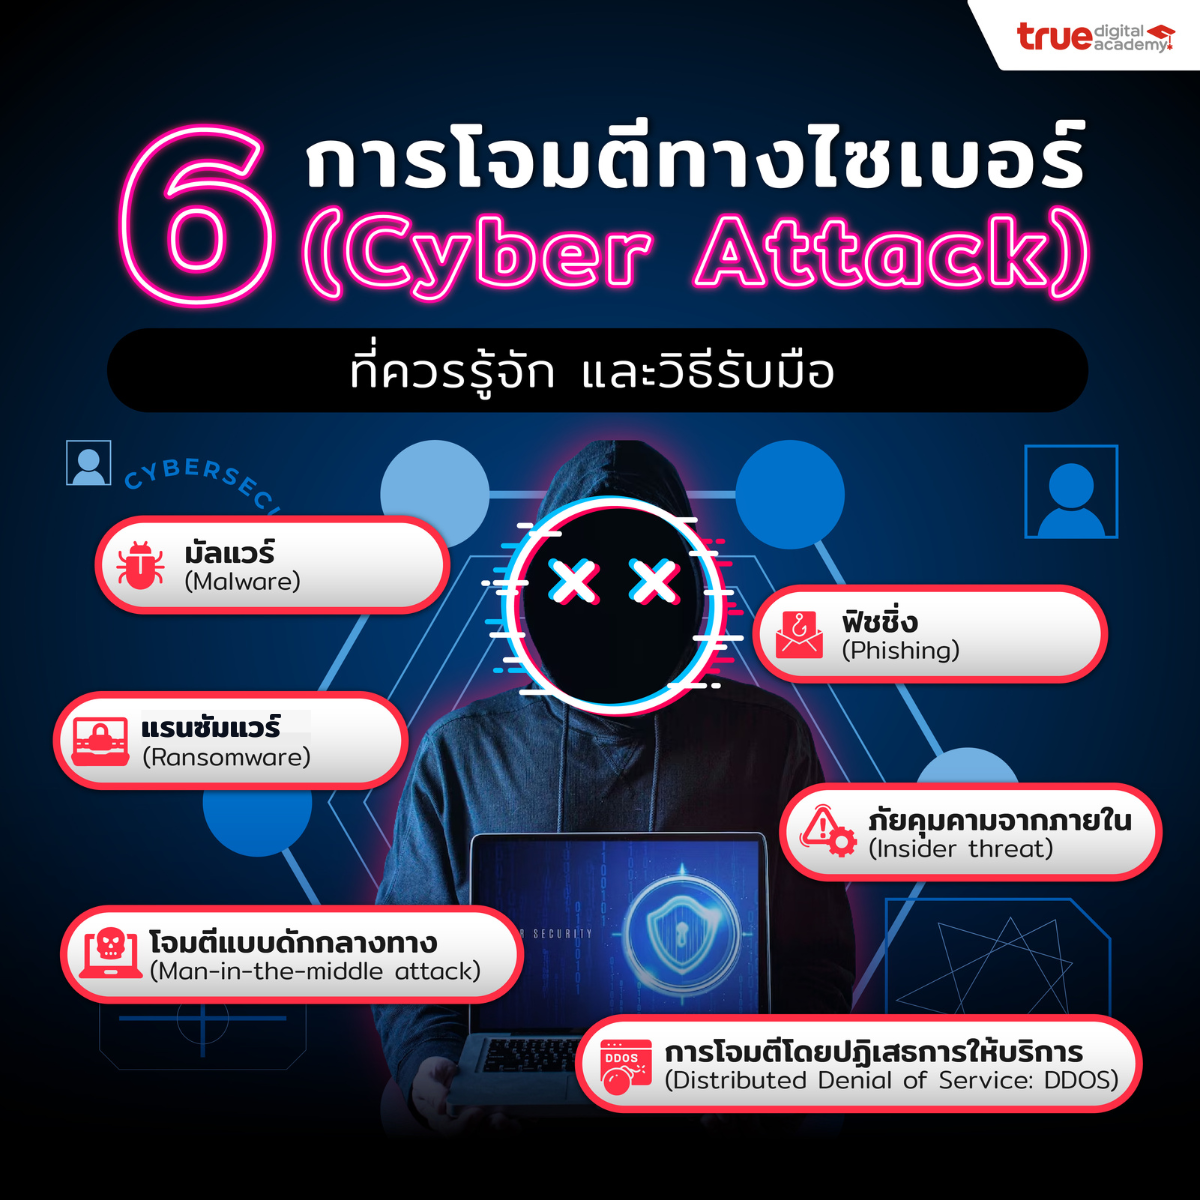 true digital academy
6 การโจมตีทางไซเบอร์
(Cyber Attack)
ที่ควรรู้จัก และวิธีรับมือ
CYBERSEC
มัลแวร์
(Malware)
ฟิชชิ่ง
(Phishing)
แรนซัมแวร์
(Ransomware)
ภัยคุมคามจากภายใน
(Insider threat)
โจมตีแบบดักกลางทาง
(Man-in-the-middle attack)
R SECURITY
DDOS
การโจมตีโดยปฏิเสธการให้บริการ
(Distributed Denial of Service: DDOS)